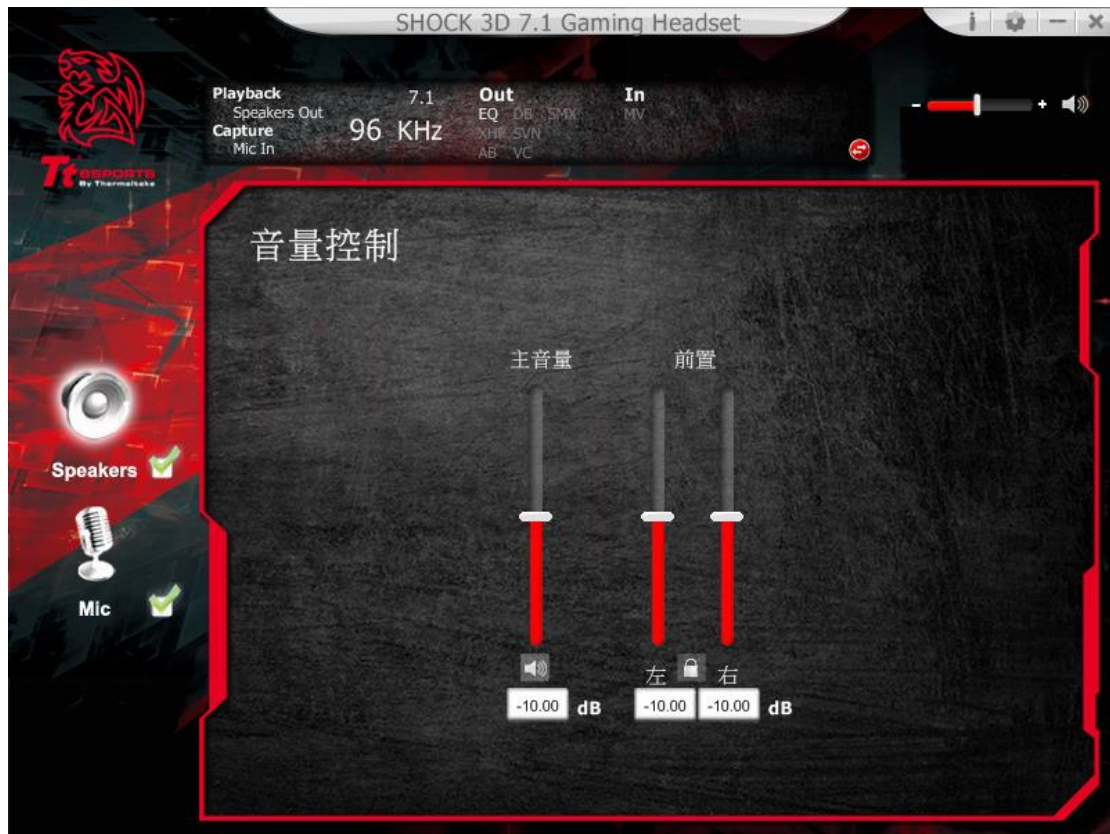 SHOCK 3D 7.1 Gaming Headset
Playback
Speakers Out 7.1
Capture
Mic In
96 KHz
Out
EQ DB SMX
XHP SVN
AB VC
In
MV
- +
Tt eSPORTS
By Thermaltake
音量控制
主音量 前置
Speakers
Mic
左 右
-10.00 dB -10.00 -10.00 dB